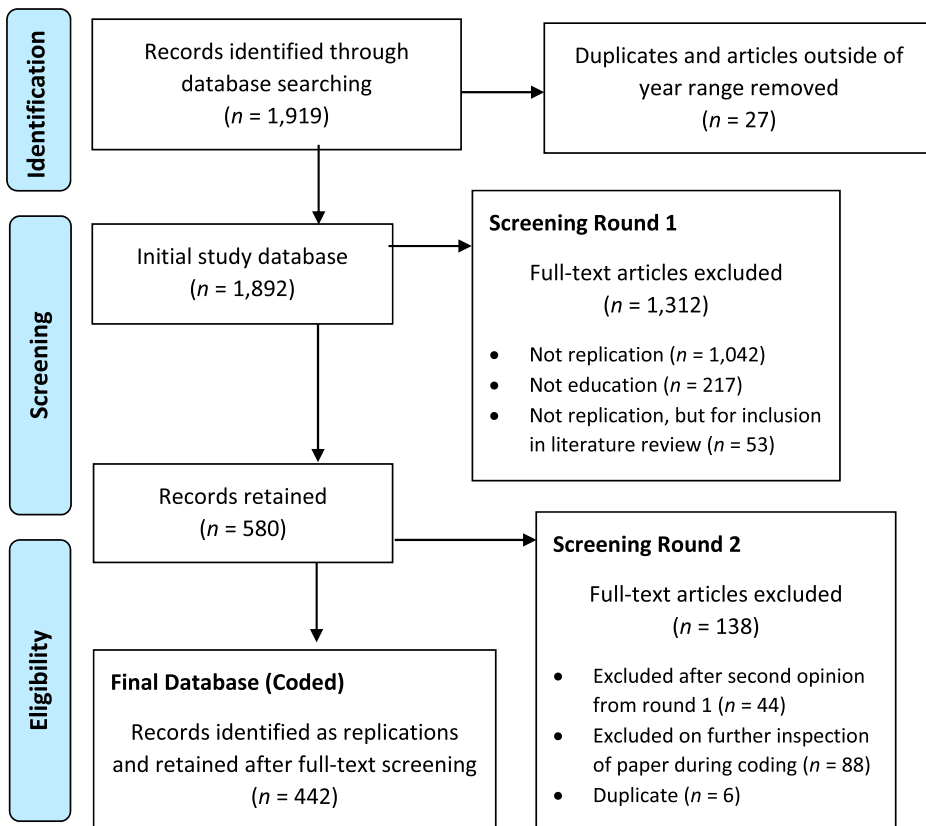 Identification
Records identified through
database searching
(n = 1,919)
Duplicates and articles outside of
year range removed
(n = 27)
Screening
Initial study database
(n = 1,892)
Screening Round 1
Full-text articles excluded
(n = 1,312)
• Not replication (n = 1,042)
• Not education (n = 217)
• Not replication, but for inclusion
in literature review (n = 53)
Records retained
(n = 580)
Eligibility
Screening Round 2
Full-text articles excluded
(n = 138)
• Excluded after second opinion
from round 1 (n = 44)
• Excluded on further inspection
of paper during coding (n = 88)
• Duplicate (n = 6)
Final Database (Coded)
Records identified as replications
and retained after full-text screening
(n = 442)